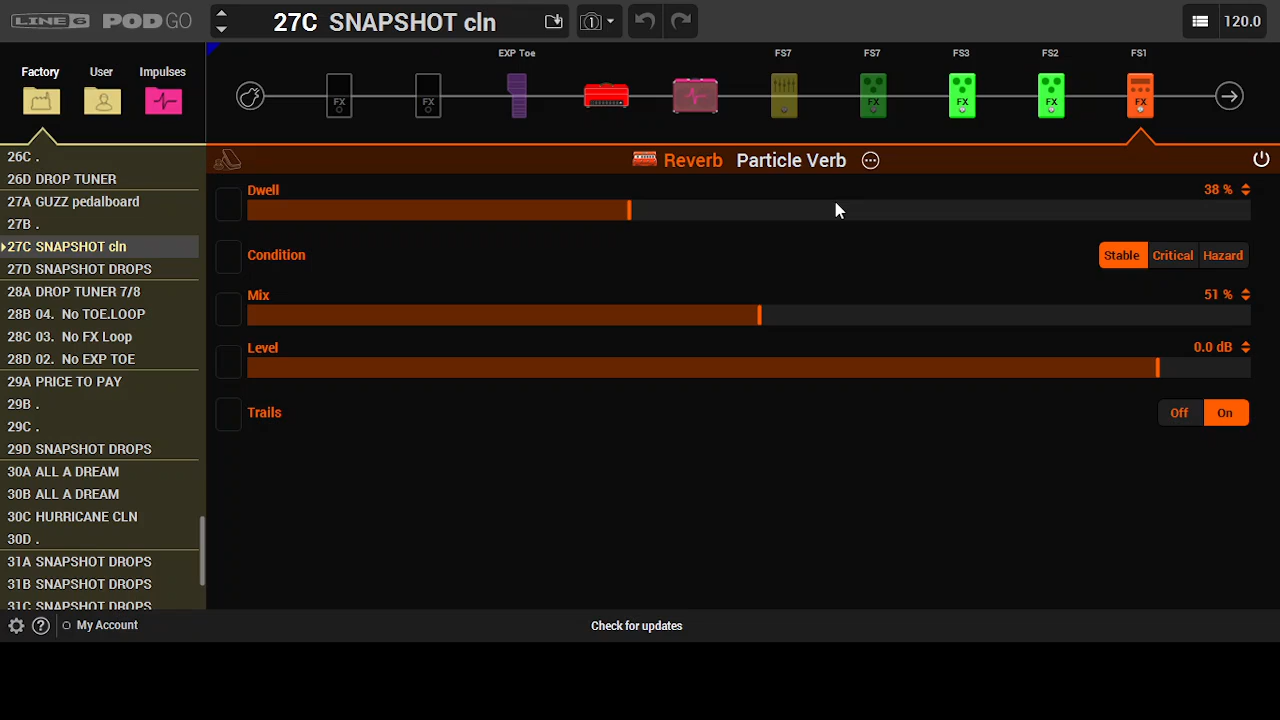 LINE 6 POD GO
27C SNAPSHOT cln
1
120.0
Factory
User
Impulses
EXP Toe
FS7
FS7
FS3
FS2
FS1
FX
FX
FX
FX
FX
FX
Reverb Particle Verb
26C .
26D DROP TUNER
27A GUZZ pedalboard
27B .
27C SNAPSHOT cln
27D SNAPSHOT DROPS
28A DROP TUNER 7/8
28B 04. No TOE.LOOP
28C 03. No FX Loop
28D 02. No EXP TOE
29A PRICE TO PAY
29B .
29C .
29D SNAPSHOT DROPS
30A ALL A DREAM
30B ALL A DREAM
30C HURRICANE CLN
30D .
31A SNAPSHOT DROPS
31B SNAPSHOT DROPS
31C SNAPSHOT DROPS
Dwell
38 %
Condition
Stable Critical Hazard
Mix
51 %
Level
0.0 dB
Trails
Off On
? My Account
Check for updates